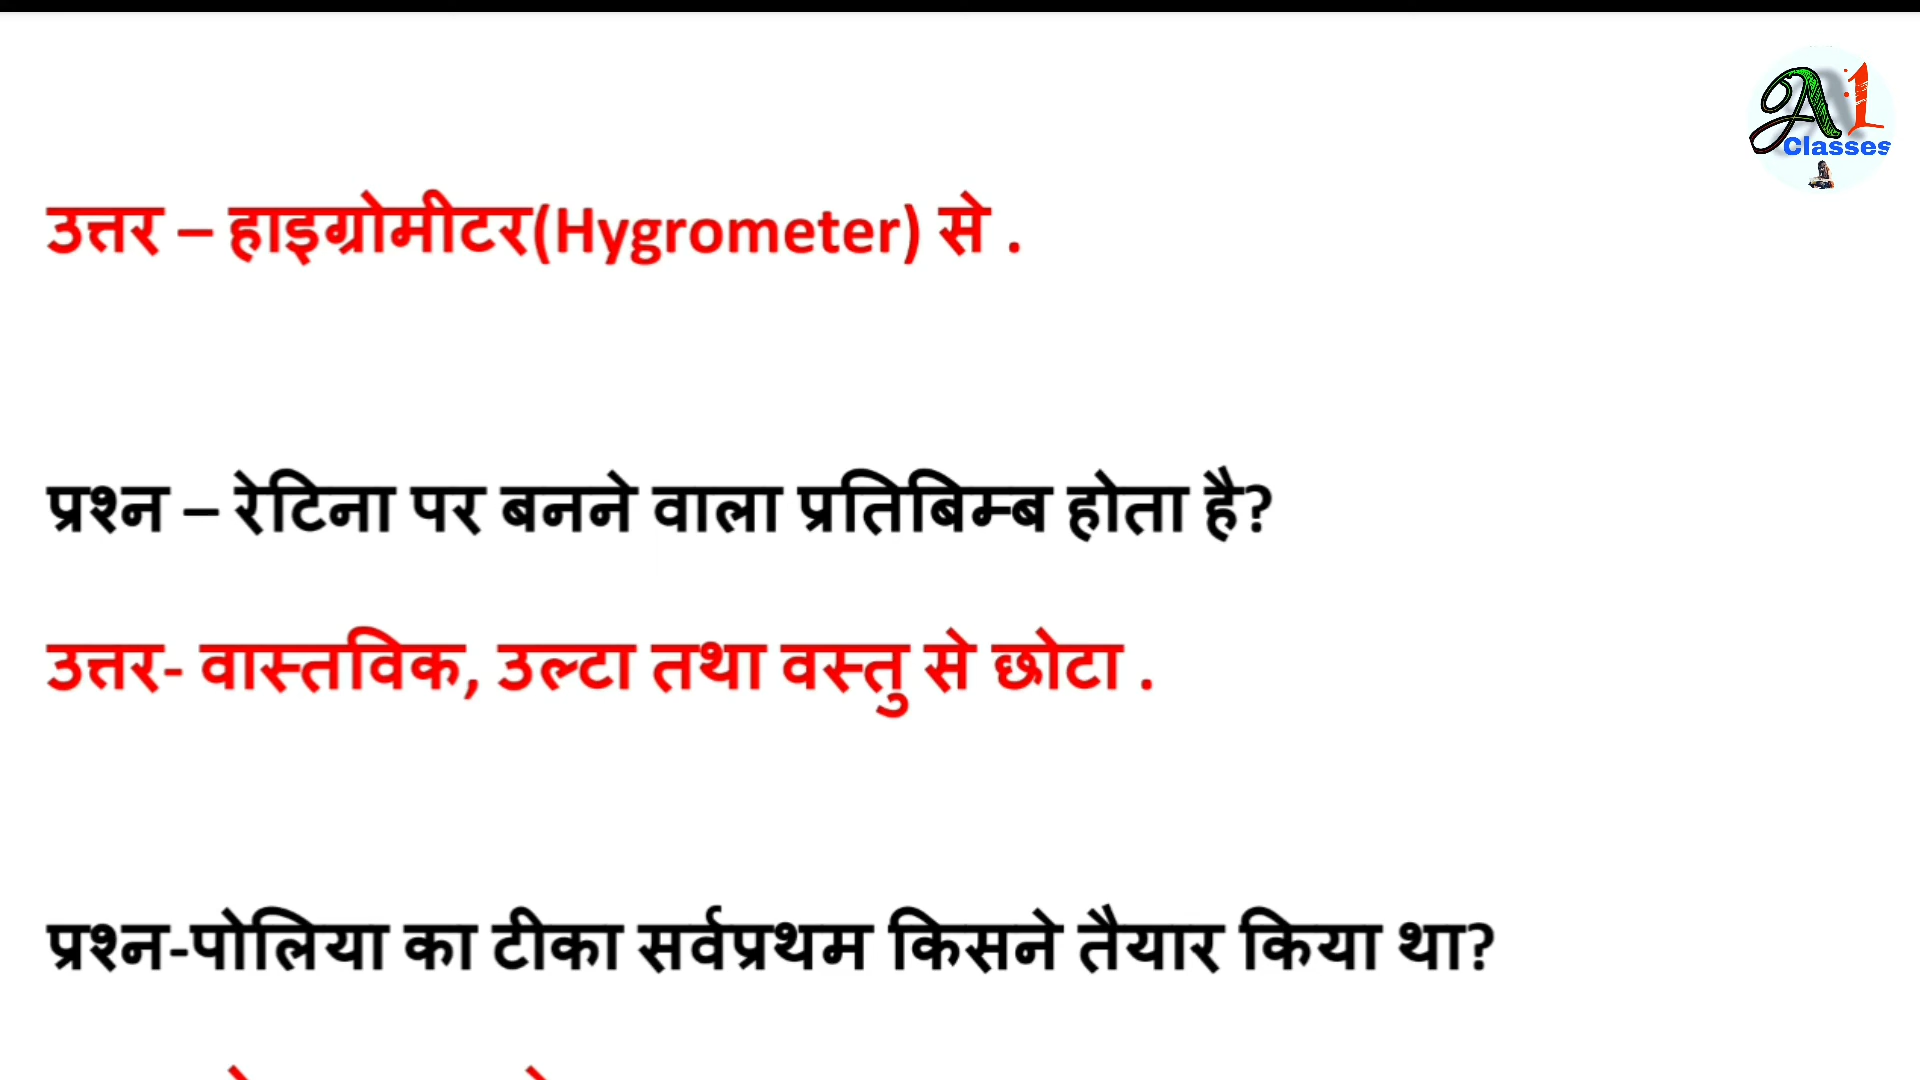 A1
Classes
उत्तर – हाइग्रोमीटर(Hygrometer) से .
प्रश्न – रेटिना पर बनने वाला प्रतिबिम्ब होता है?
उत्तर- वास्तविक, उल्टा तथा वस्तु से छोटा .
प्रश्न-पोलिया का टीका सर्वप्रथम किसने तैयार किया था?